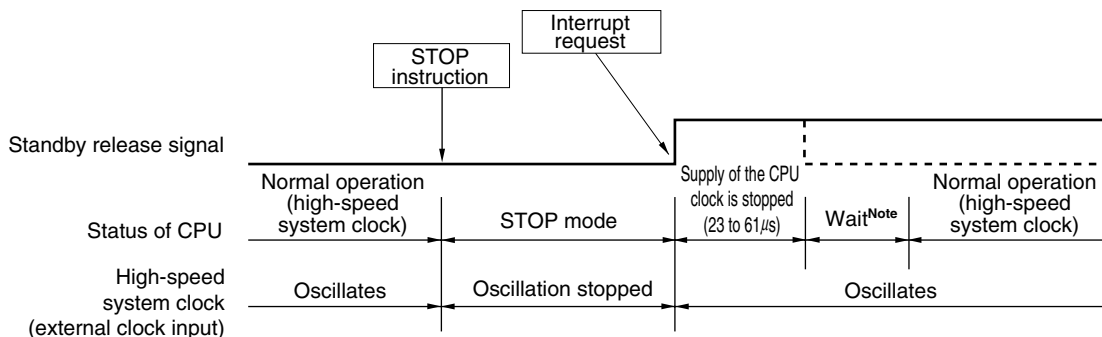 Interrupt
request
STOP
instruction
Standby release signal
Supply of the CPU
clock is stopped
(23 to 61μs)
Normal operation
(high-speed
system clock)
Status of CPU
STOP mode
WaitNote
Normal operation
(high-speed
system clock)
High-speed
system clock
(external clock input)
Oscillates
Oscillation stopped
Oscillates